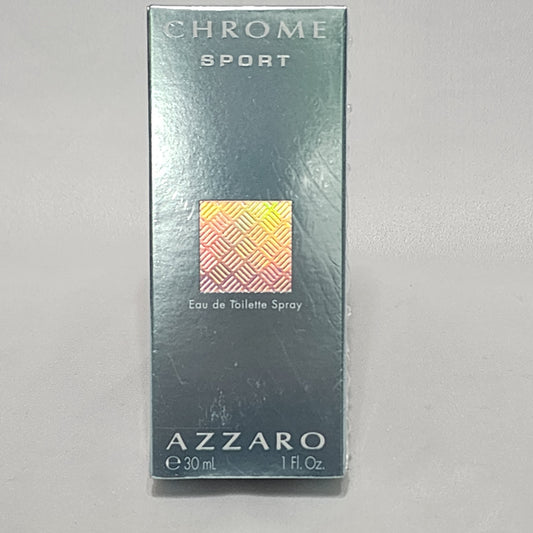 CHROME
SPORT
Eau de Toilette Spray
AZZARO
℮ 30 mL 1 Fl. Oz.